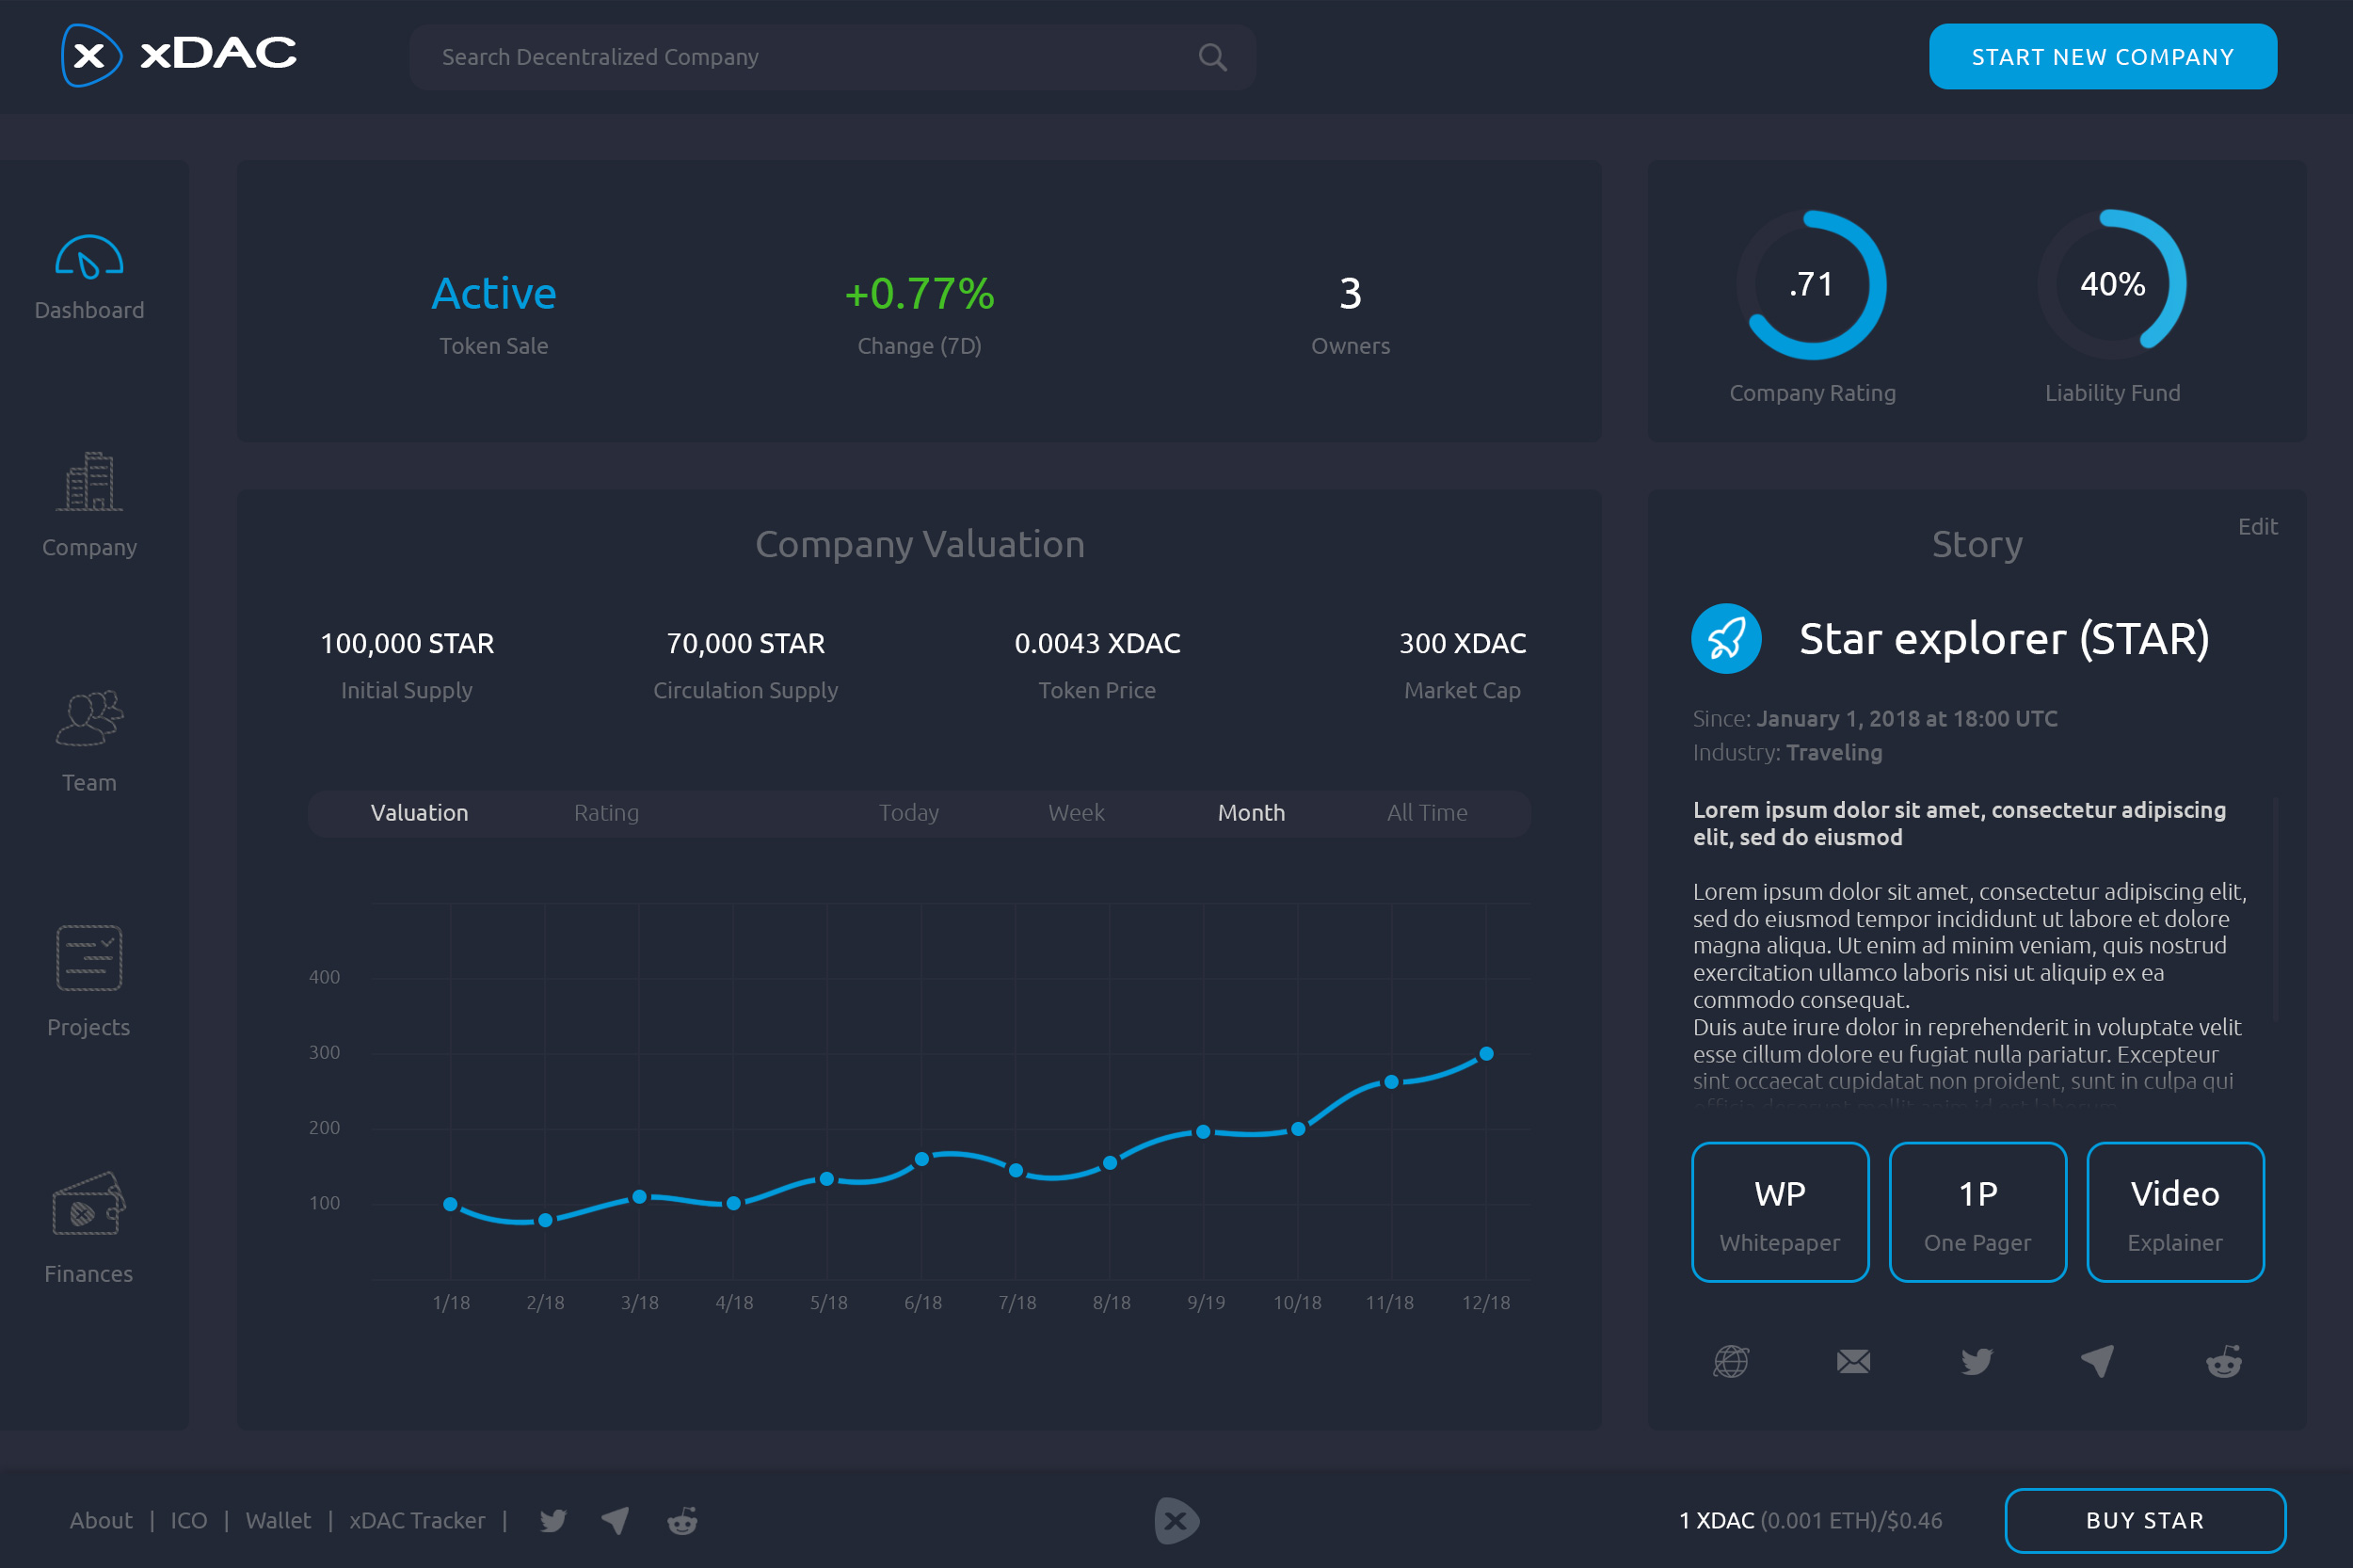 x xDAC
Search Decentralized Company
START NEW COMPANY
Dashboard
Company
Team
Projects
Finances
Active
Token Sale
+0.77%
Change (7D)
3
Owners
.71
Company Rating
40%
Liability Fund
Company Valuation
100,000 STAR
Initial Supply
70,000 STAR
Circulation Supply
0.0043 XDAC
Token Price
300 XDAC
Market Cap
Valuation Rating Today Week Month All Time
400
300
200
100
1/18 2/18 3/18 4/18 5/18 6/18 7/18 8/18 9/19 10/18 11/18 12/18
Story
Edit
Star explorer (STAR)
Since: January 1, 2018 at 18:00 UTC
Industry: Traveling
Lorem ipsum dolor sit amet, consectetur adipiscing
elit, sed do eiusmod
Lorem ipsum dolor sit amet, consectetur adipiscing elit,
sed do eiusmod tempor incididunt ut labore et dolore
magna aliqua. Ut enim ad minim veniam, quis nostrud
exercitation ullamco laboris nisi ut aliquip ex ea
commodo consequat.
Duis aute irure dolor in reprehenderit in voluptate velit
esse cillum dolore eu fugiat nulla pariatur. Excepteur
sint occaecat cupidatat non proident, sunt in culpa qui
WP
Whitepaper
1P
One Pager
Video
Explainer
About | ICO | Wallet | xDAC Tracker |
x
1 XDAC (0.001 ETH)/$0.46
BUY STAR